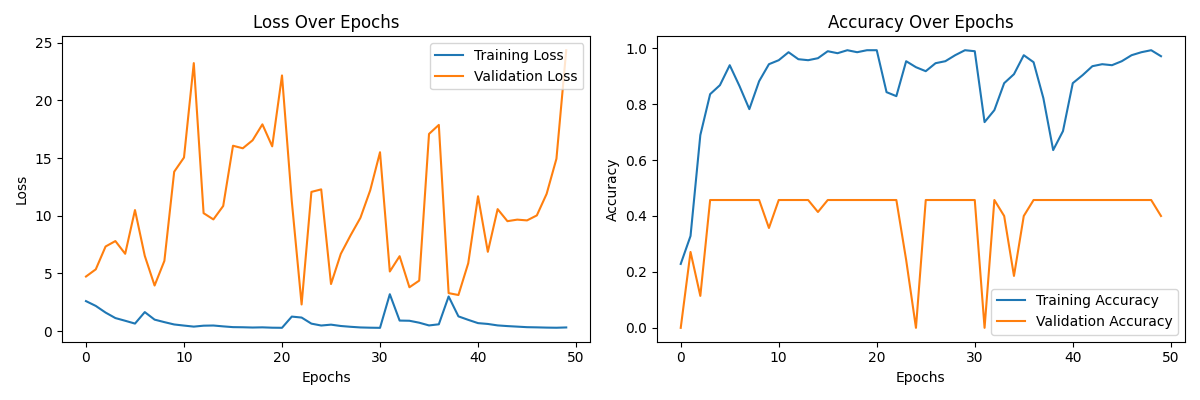 Loss Over Epochs
25
20
15
10
5
0
Loss
0 10 20 30 40 50
Epochs
Training Loss
Validation Loss
Accuracy Over Epochs
1.0
0.8
0.6
0.4
0.2
0.0
Accuracy
0 10 20 30 40 50
Epochs
Training Accuracy
Validation Accuracy